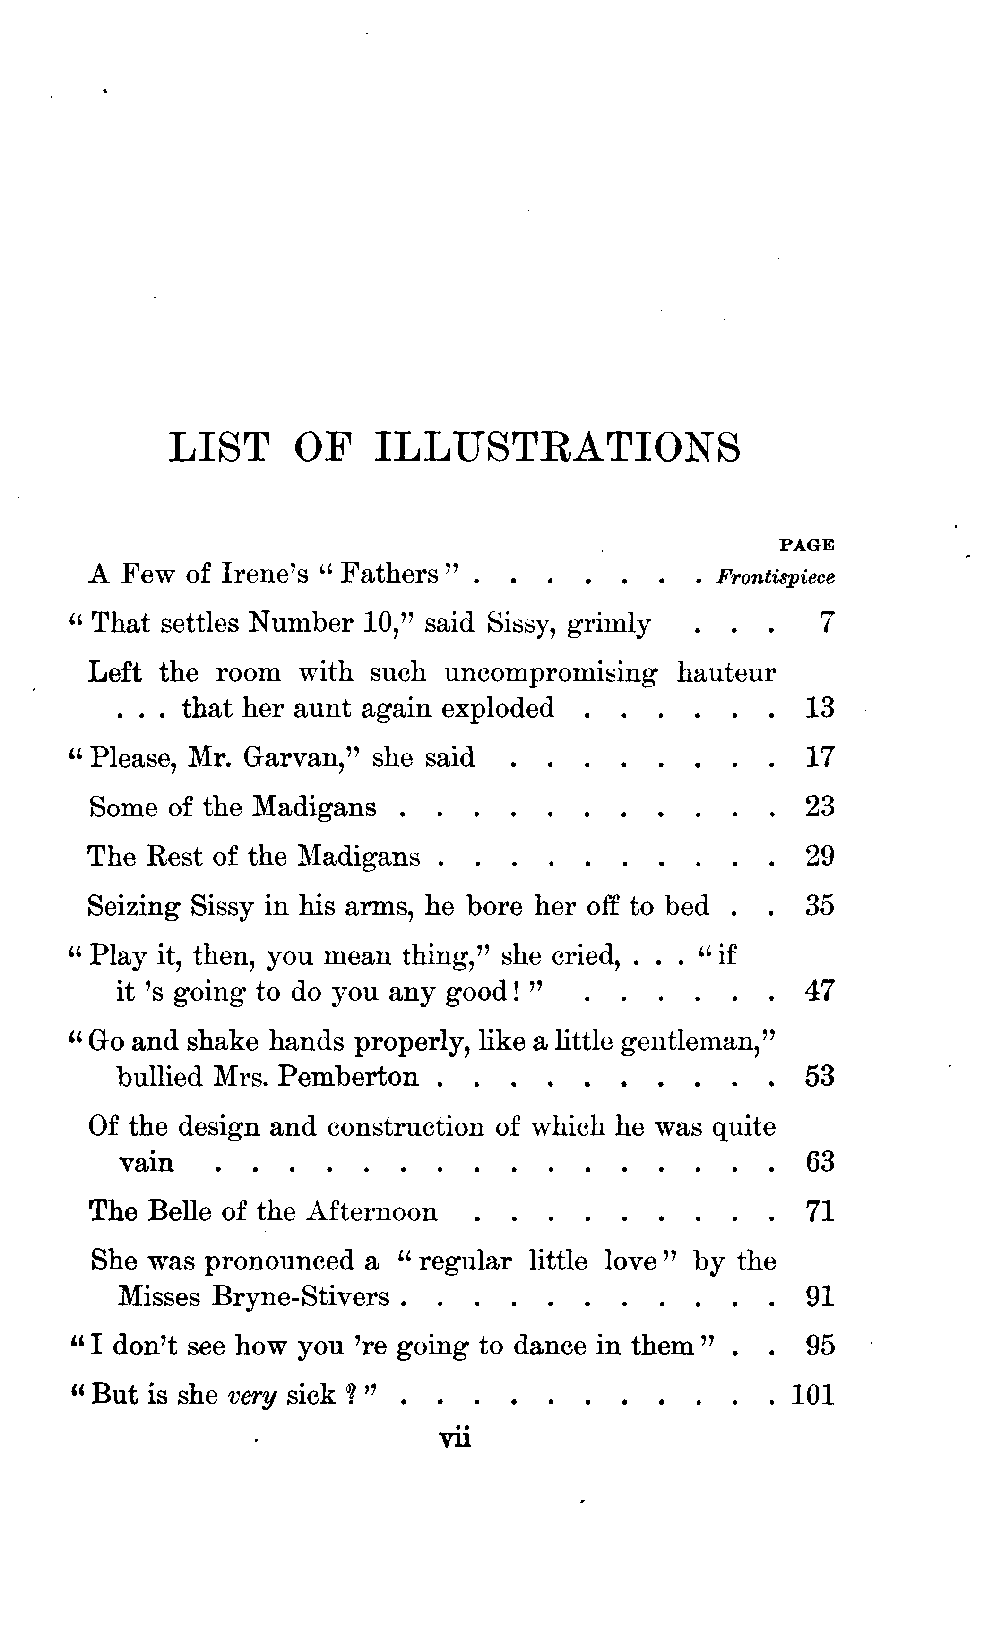 LIST OF ILLUSTRATIONS
PAGE
A Few of Irene's “Fathers” . . . . . . . Frontispiece
“That settles Number 10,” said Sissy, grimly . . . 7
Left the room with such uncompromising hauteur
. . . that her aunt again exploded . . . . . . 13
“Please, Mr. Garvan,” she said . . . . . . . . 17
Some of the Madigans . . . . . . . . . . . 23
The Rest of the Madigans . . . . . . . . . . 29
Seizing Sissy in his arms, he bore her off to bed . . 35
“Play it, then, you mean thing,” she cried, . . . “if
it 's going to do you any good!” . . . . . . 47
“Go and shake hands properly, like a little gentleman,”
bullied Mrs. Pemberton . . . . . . . . . . 53
Of the design and construction of which he was quite
vain . . . . . . . . . . . . . . . . 63
The Belle of the Afternoon . . . . . . . . . 71
She was pronounced a “regular little love” by the
Misses Bryne-Stivers . . . . . . . . . . . 91
“I don't see how you 're going to dance in them” . . 95
“But is she very sick?” . . . . . . . . . . . 101
vii